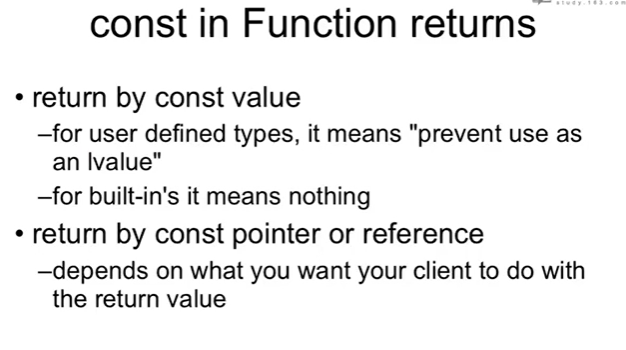 const in Function returns
study.163.com
• return by const value
–for user defined types, it means "prevent use as
an lvalue"
–for built-in's it means nothing
• return by const pointer or reference
–depends on what you want your client to do with
the return value